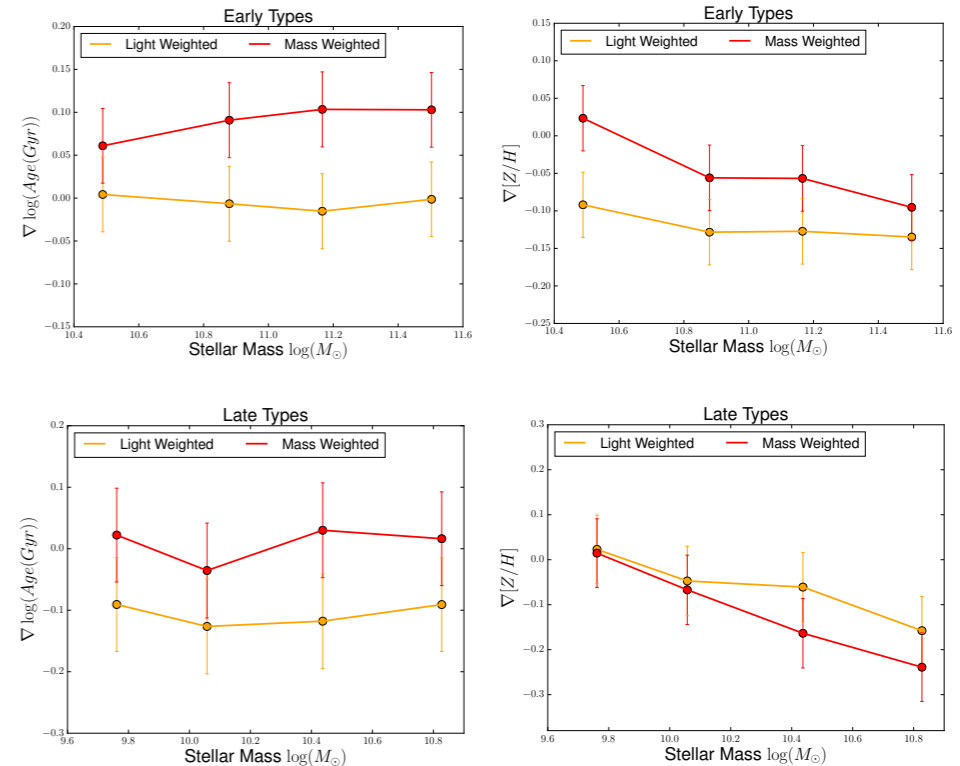 Early Types
Light Weighted Mass Weighted
0.20
0.15
0.10
0.05
0.00
−0.05
−0.10
−0.15
∇ log(Age(Gyr))
10.4 10.6 10.8 11.0 11.2 11.4 11.6
Stellar Mass log(M⊙)
Early Types
Light Weighted Mass Weighted
0.15
0.10
0.05
0.00
−0.05
−0.10
−0.15
−0.20
−0.25
∇[Z/H]
10.4 10.6 10.8 11.0 11.2 11.4 11.6
Stellar Mass log(M⊙)
Late Types
Light Weighted Mass Weighted
0.2
0.1
0.0
−0.1
−0.2
−0.3
∇ log(Age(Gyr))
9.6 9.8 10.0 10.2 10.4 10.6 10.8
Stellar Mass log(M⊙)
Late Types
Light Weighted Mass Weighted
0.3
0.2
0.1
0.0
−0.1
−0.2
−0.3
∇[Z/H]
9.6 9.8 10.0 10.2 10.4 10.6 10.8
Stellar Mass log(M⊙)